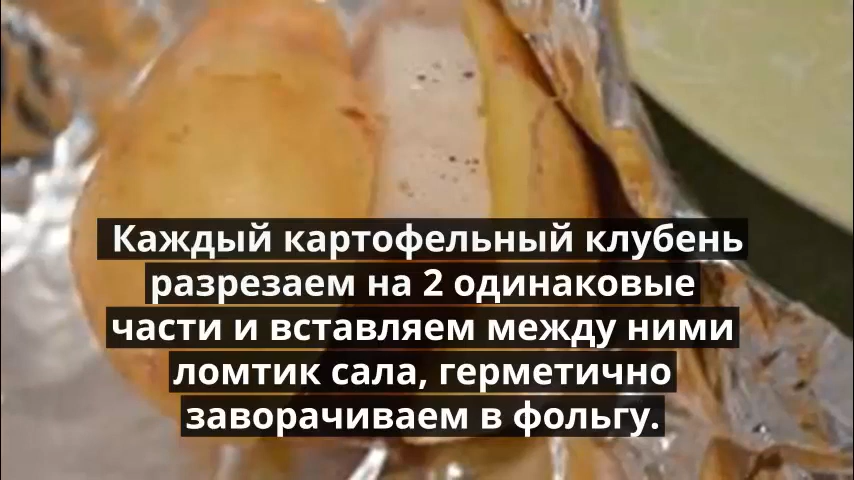 Каждый картофельный клубень
разрезаем на 2 одинаковые
части и вставляем между ними
ломтик сала, герметично
заворачиваем в фольгу.